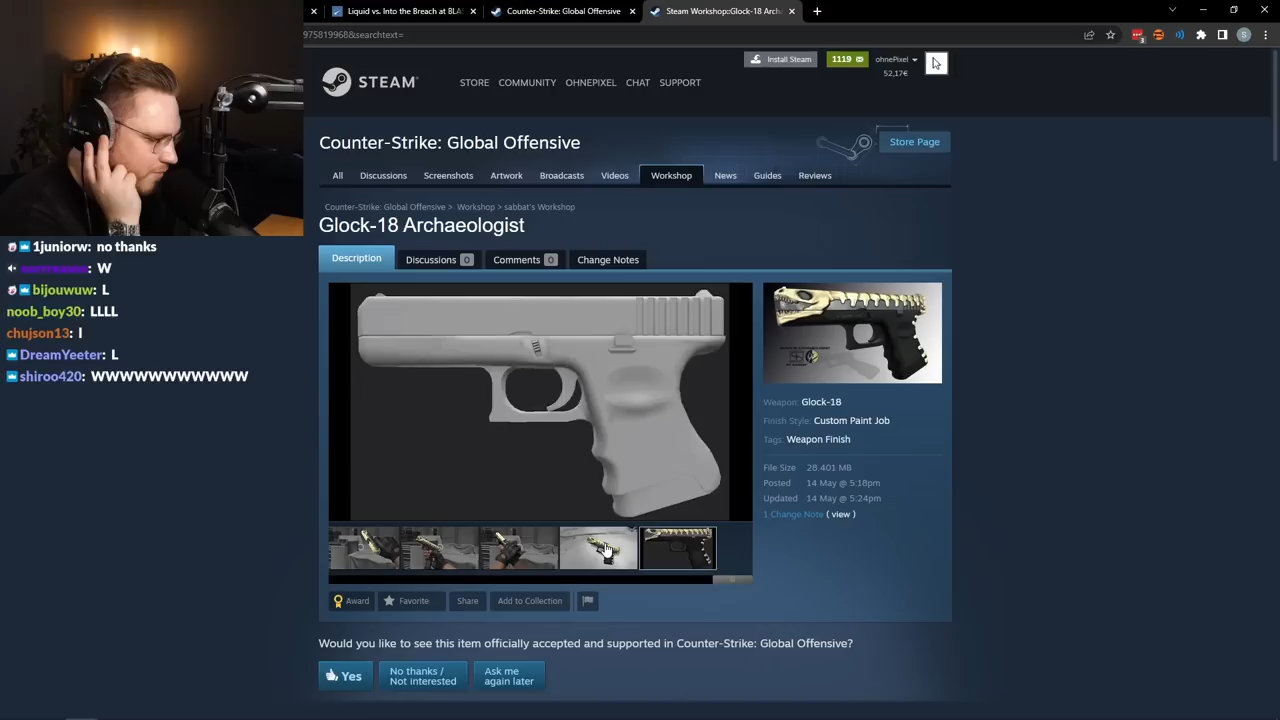 Liquid vs. Into the Breach at BLAS
Counter-Strike: Global Offensive
Steam Workshop::Glock-18 Arch
975819968&searchtext=
3
S
STEAM
STORE COMMUNITY OHNEPIXEL CHAT SUPPORT
Install Steam
1119
ohnePixel
52,17€
Counter-Strike: Global Offensive
Store Page
All Discussions Screenshots Artwork Broadcasts Videos Workshop News Guides Reviews
Counter-Strike: Global Offensive > Workshop > sabbat's Workshop
Glock-18 Archaeologist
Description Discussions 0 Comments 0 Change Notes
1juniorw: no thanks
: W
bijouwuw: L
noob_boy30: LLLL
chujson13: l
DreamYeeter: L
shiroo420: WWWWWWWWWWW
Weapon: Glock-18
Finish Style: Custom Paint Job
Tags: Weapon Finish
File Size 28.401 MB
Posted 14 May @ 5:18pm
Updated 14 May @ 5:24pm
1 Change Note ( view )
Award Favorite Share Add to Collection
Would you like to see this item officially accepted and supported in Counter-Strike: Global Offensive?
Yes
No thanks /
Not interested
Ask me
again later